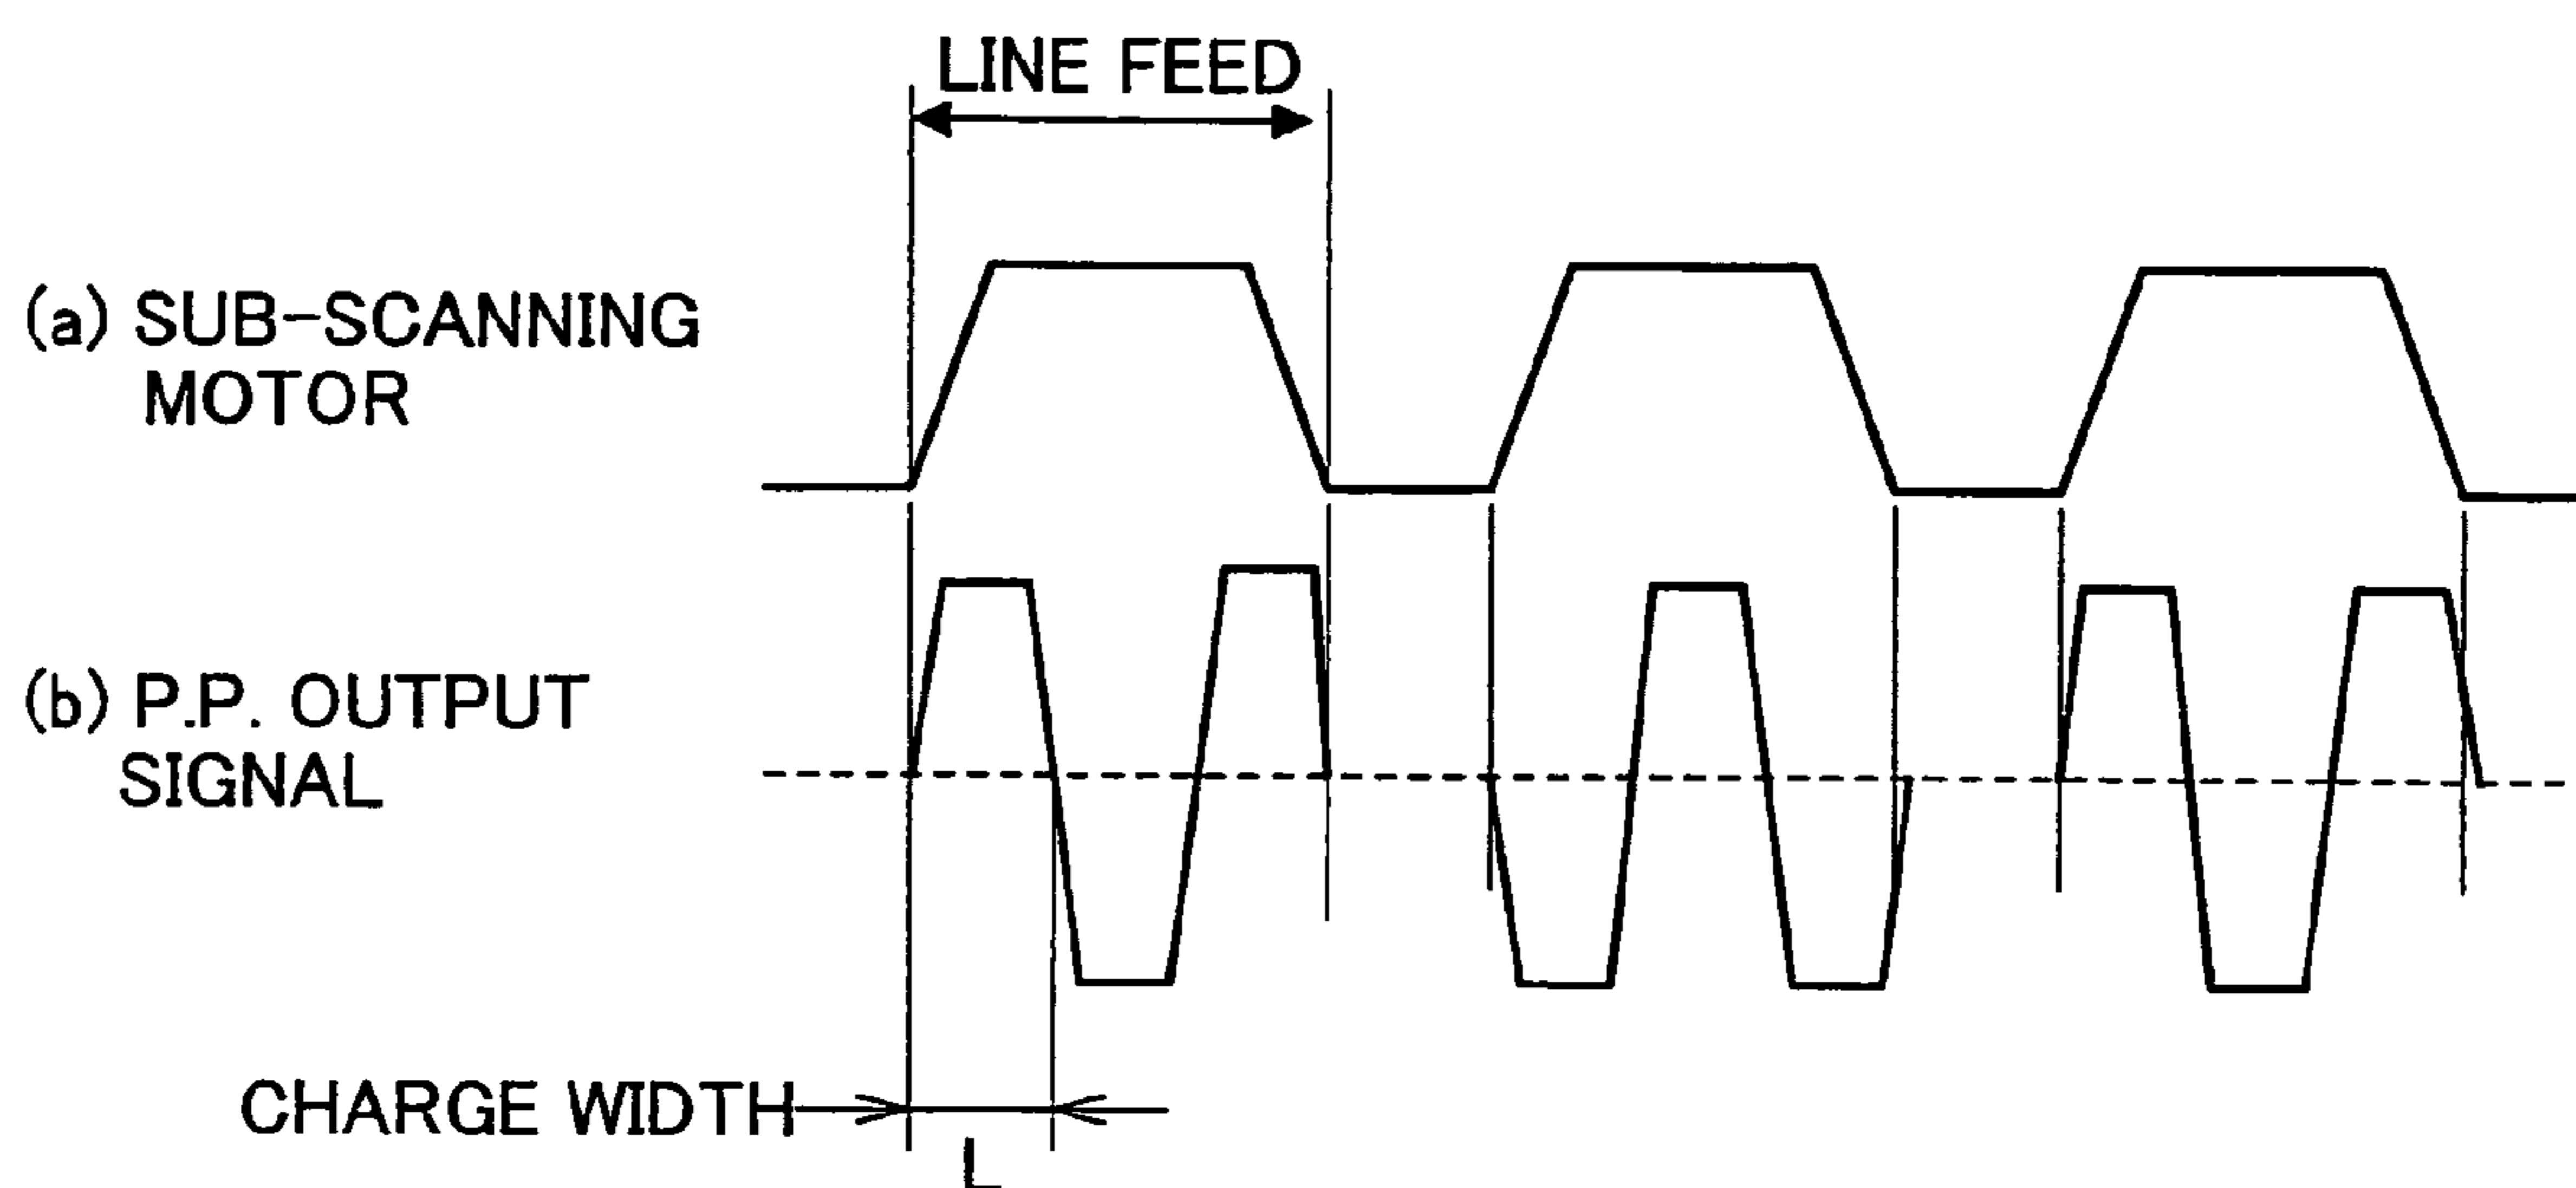 LINE FEED
(a) SUB-SCANNING
MOTOR
(b) P.P. OUTPUT
SIGNAL
CHARGE WIDTH
L